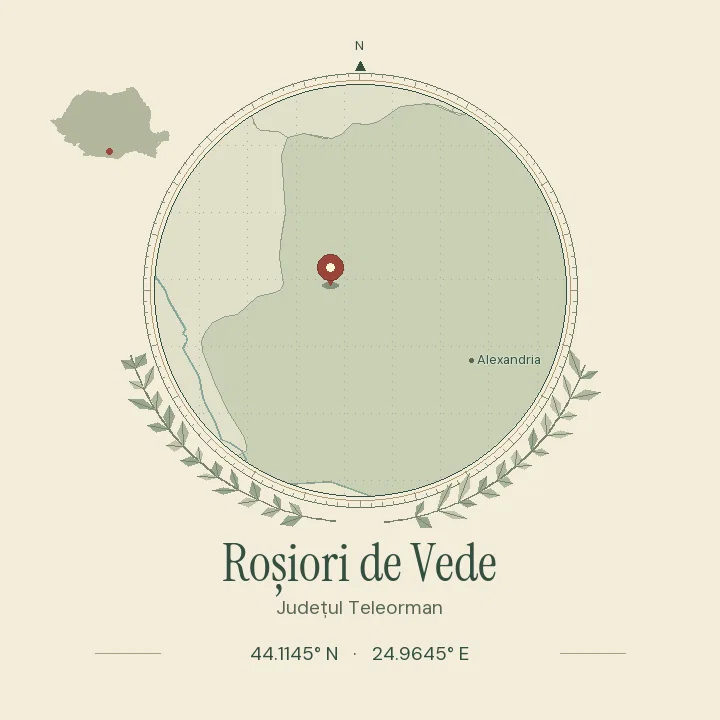 N
Alexandria
Roșiori de Vede
Județul Teleorman
44.1145° N · 24.9645° E